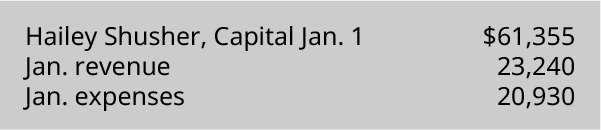 Hailey Shusher, Capital Jan. 1 $61,355
Jan. revenue 23,240
Jan. expenses 20,930